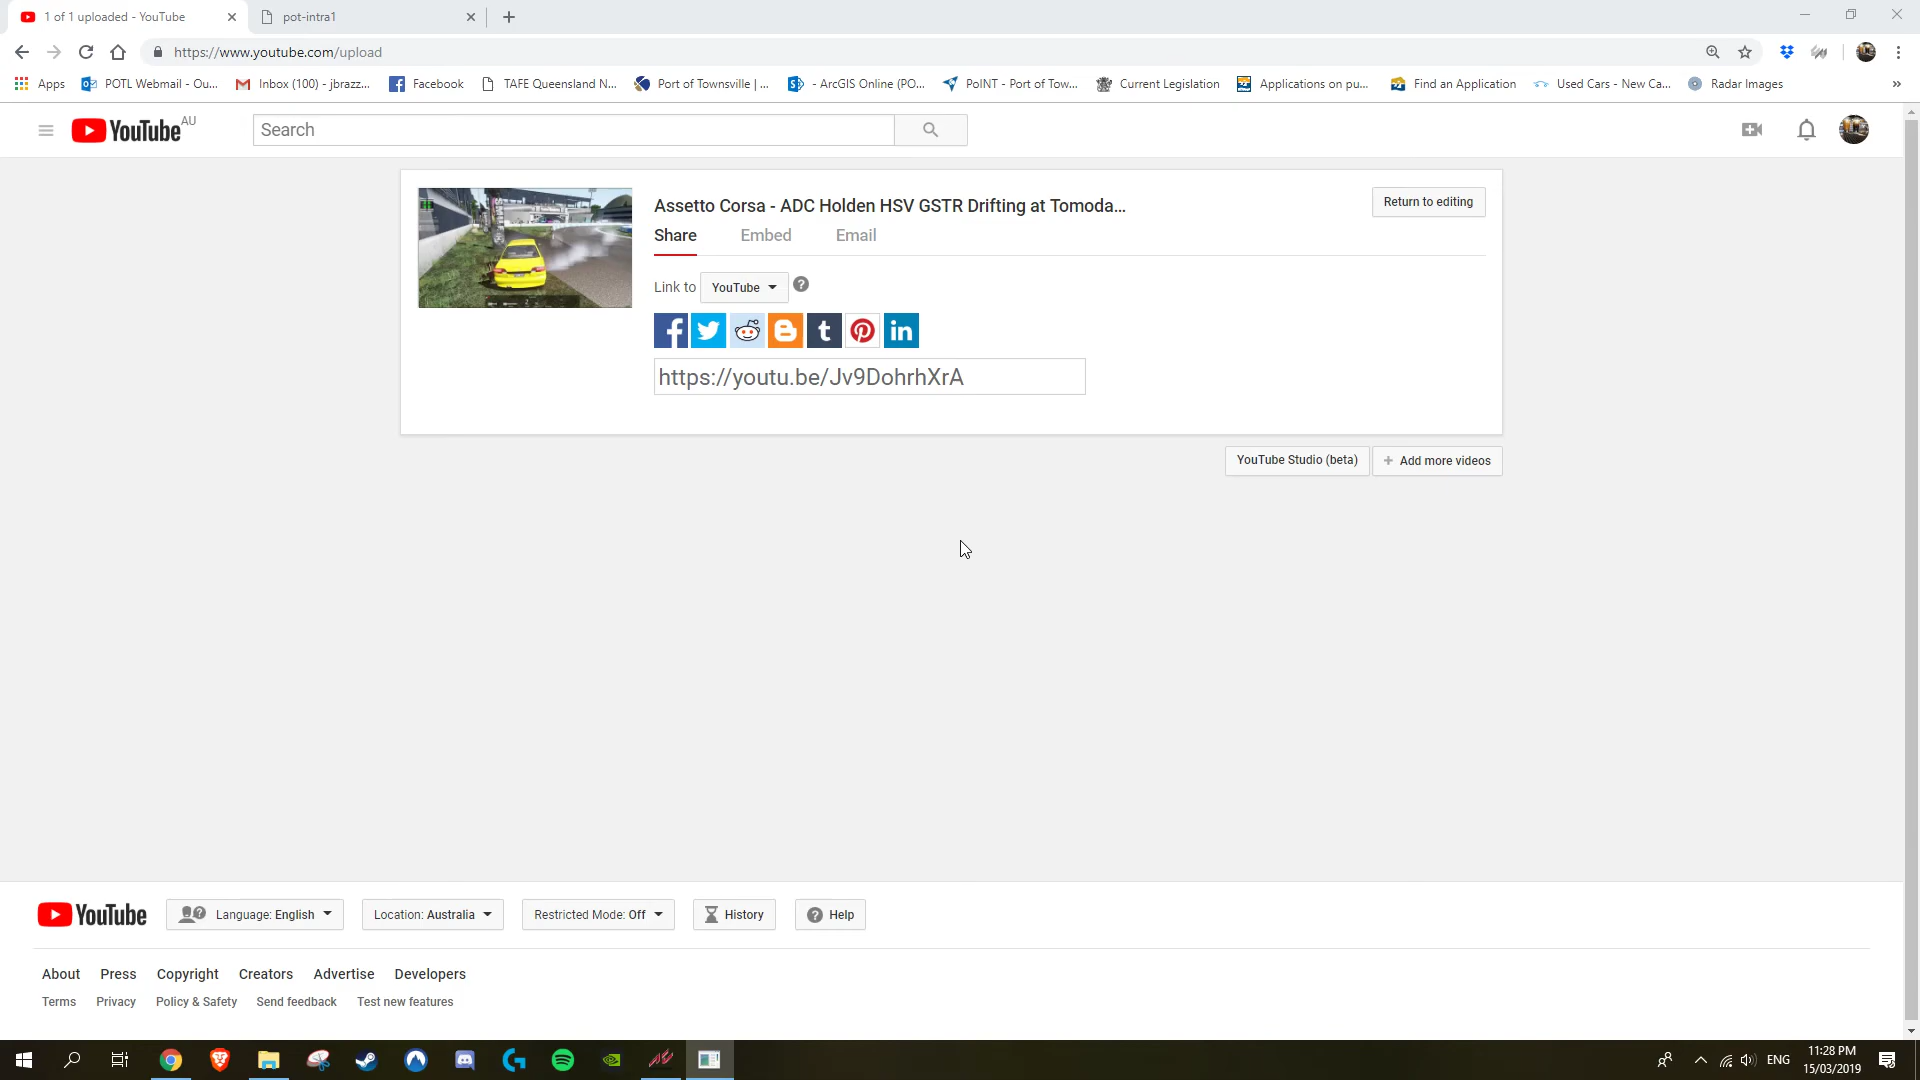 1 of 1 uploaded - YouTube
pot-intra1
https://www.youtube.com/upload
Apps
POTL Webmail - Ou...
Inbox (100) - jbrazz...
Facebook
TAFE Queensland N...
Port of Townsville | ...
- ArcGIS Online (PO...
PoINT - Port of Tow...
Current Legislation
Applications on pu...
Find an Application
Used Cars - New Ca...
Radar Images
»
YouTube AU
Search
Assetto Corsa - ADC Holden HSV GSTR Drifting at Tomoda...
Return to editing
Share
Embed
Email
Link to
YouTube
https://youtu.be/Jv9DohrhXrA
YouTube Studio (beta)
+ Add more videos
YouTube
Language: English
Location: Australia
Restricted Mode: Off
History
Help
About Press Copyright Creators Advertise Developers
Terms Privacy Policy & Safety Send feedback Test new features
ENG
11:28 PM
15/03/2019